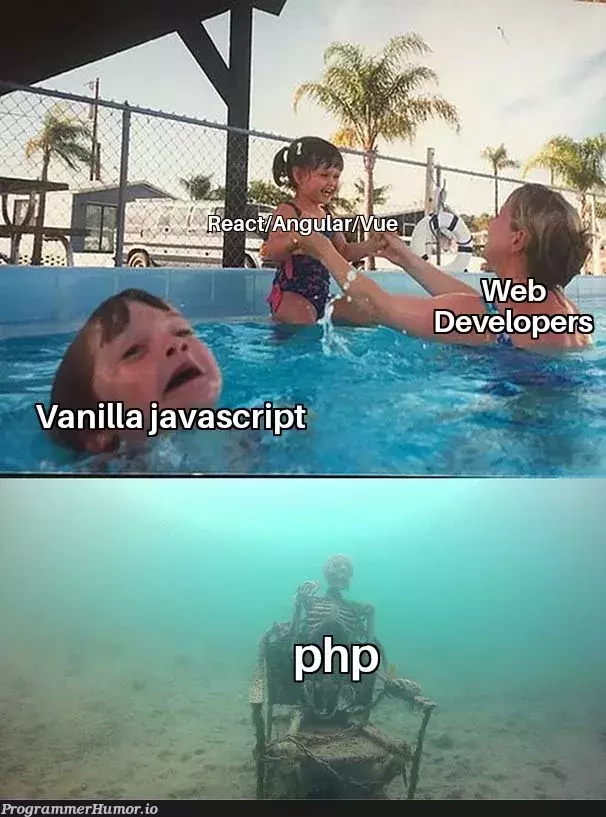 React/Angular/Vue
Web
Developers
Vanilla javascript
php
ProgrammerHumor.io